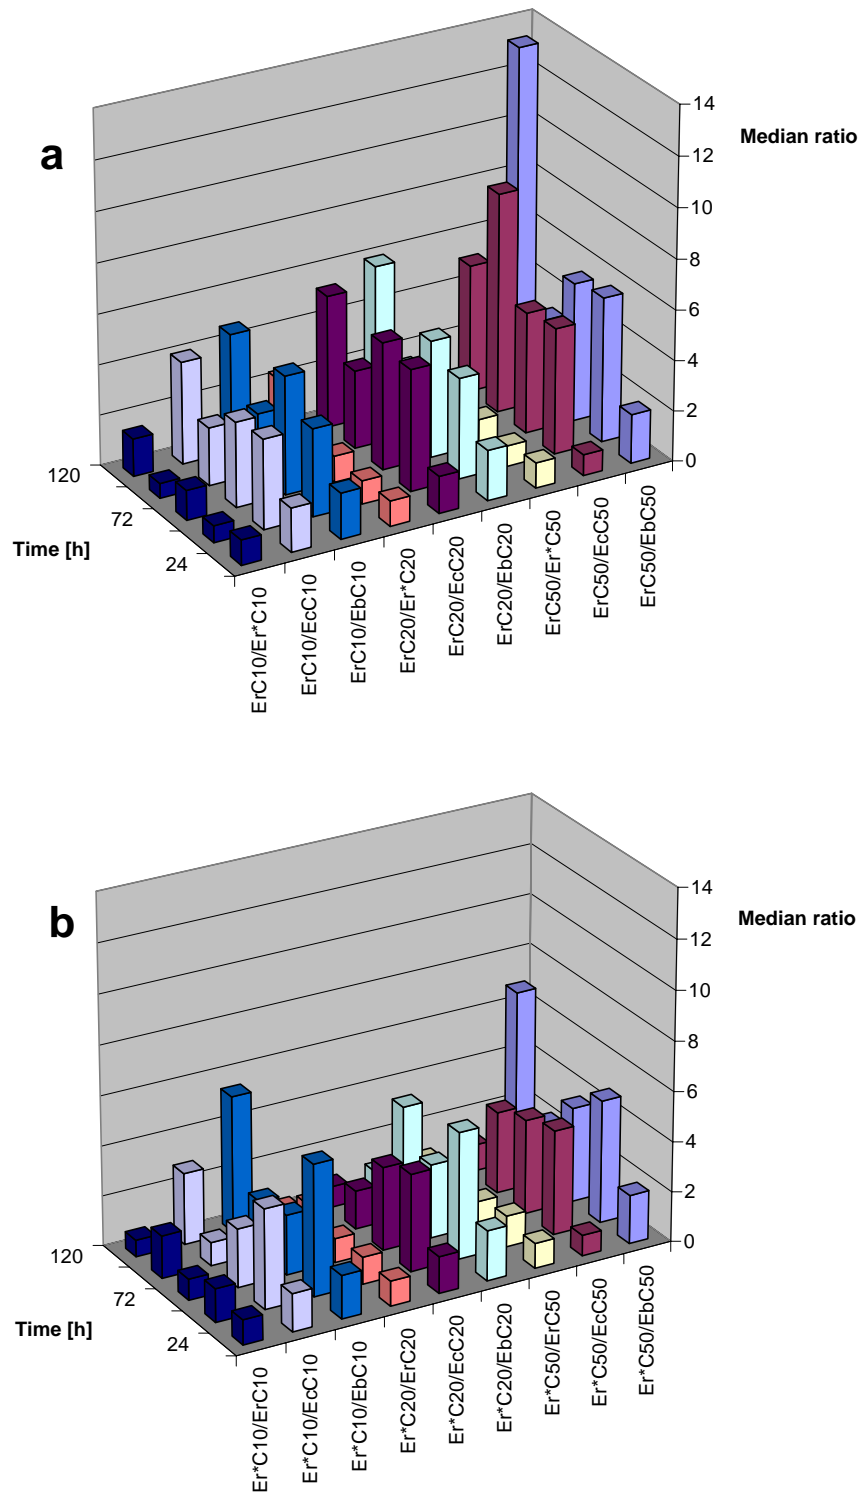 a
Median ratio
14
12
10
8
6
4
2
0
120
72
24
Time [h]
ErC10/Er*C10
ErC10/EcC10
ErC10/EbC10
ErC20/Er*C20
ErC20/EcC20
ErC20/EbC20
ErC50/Er*C50
ErC50/EcC50
ErC50/EbC50
b
Median ratio
14
12
10
8
6
4
2
0
120
72
24
Time [h]
Er*C10/ErC10
Er*C10/EcC10
Er*C10/EbC10
Er*C20/ErC20
Er*C20/EcC20
Er*C20/EbC20
Er*C50/ErC50
Er*C50/EcC50
Er*C50/EbC50